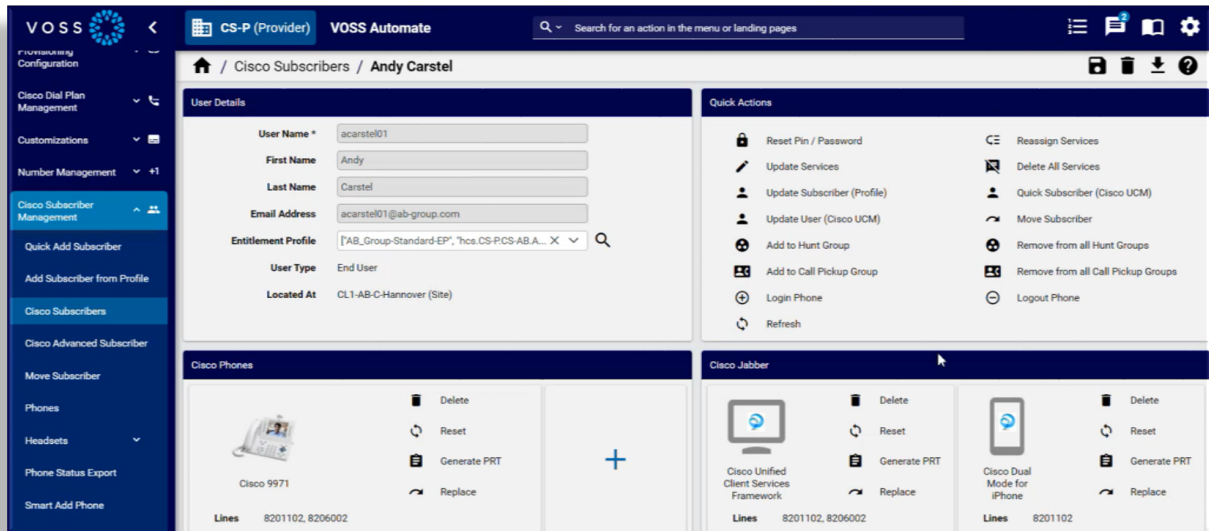 VOSS
CS-P (Provider)
VOSS Automate
Search for an action in the menu or landing pages
2
Provisioning
Configuration
Cisco Dial Plan
Management
Customizations
Number Management
+1
Cisco Subscriber
Management
Quick Add Subscriber
Add Subscriber from Profile
Cisco Subscribers
Cisco Advanced Subscriber
Move Subscriber
Phones
Headsets
Phone Status Export
Smart Add Phone
/ Cisco Subscribers / Andy Carstel
User Details
User Name * acarstel01
First Name Andy
Last Name Carstel
Email Address acarstel01@ab-group.com
Entitlement Profile ["AB_Group-Standard-EP", "hcs.CS-P.CS-AB.A...
User Type End User
Located At CL1-AB-C-Hannover (Site)
Quick Actions
Reset Pin / Password
Reassign Services
Update Services
Delete All Services
Update Subscriber (Profile)
Quick Subscriber (Cisco UCM)
Update User (Cisco UCM)
Move Subscriber
Add to Hunt Group
Remove from all Hunt Groups
Add to Call Pickup Group
Remove from all Call Pickup Groups
Login Phone
Logout Phone
Refresh
Cisco Phones
Cisco 9971
Delete
Reset
Generate PRT
Replace
Lines 8201102, 8206002
Cisco Jabber
Cisco Unified
Client Services
Framework
Delete
Reset
Generate PRT
Replace
Lines 8201102, 8206002
Cisco Dual
Mode for
iPhone
Delete
Reset
Generate PRT
Replace
Lines 8201102